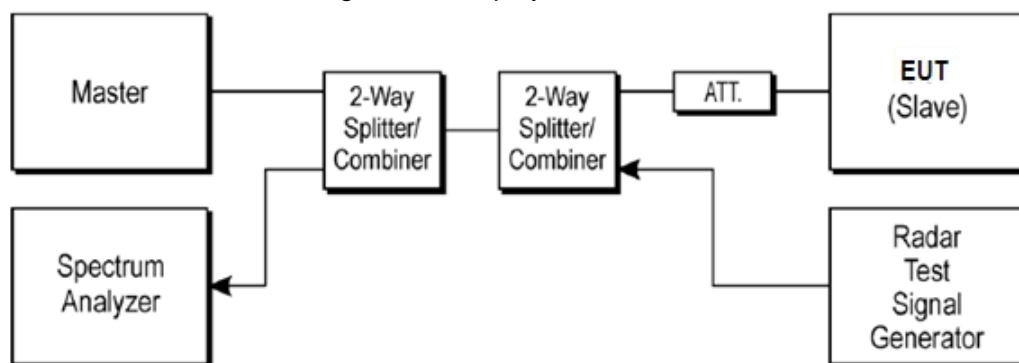 Master
2-Way
Splitter/
Combiner
2-Way
Splitter/
Combiner
ATT.
EUT
(Slave)
Spectrum
Analyzer
Radar
Test
Signal
Generator